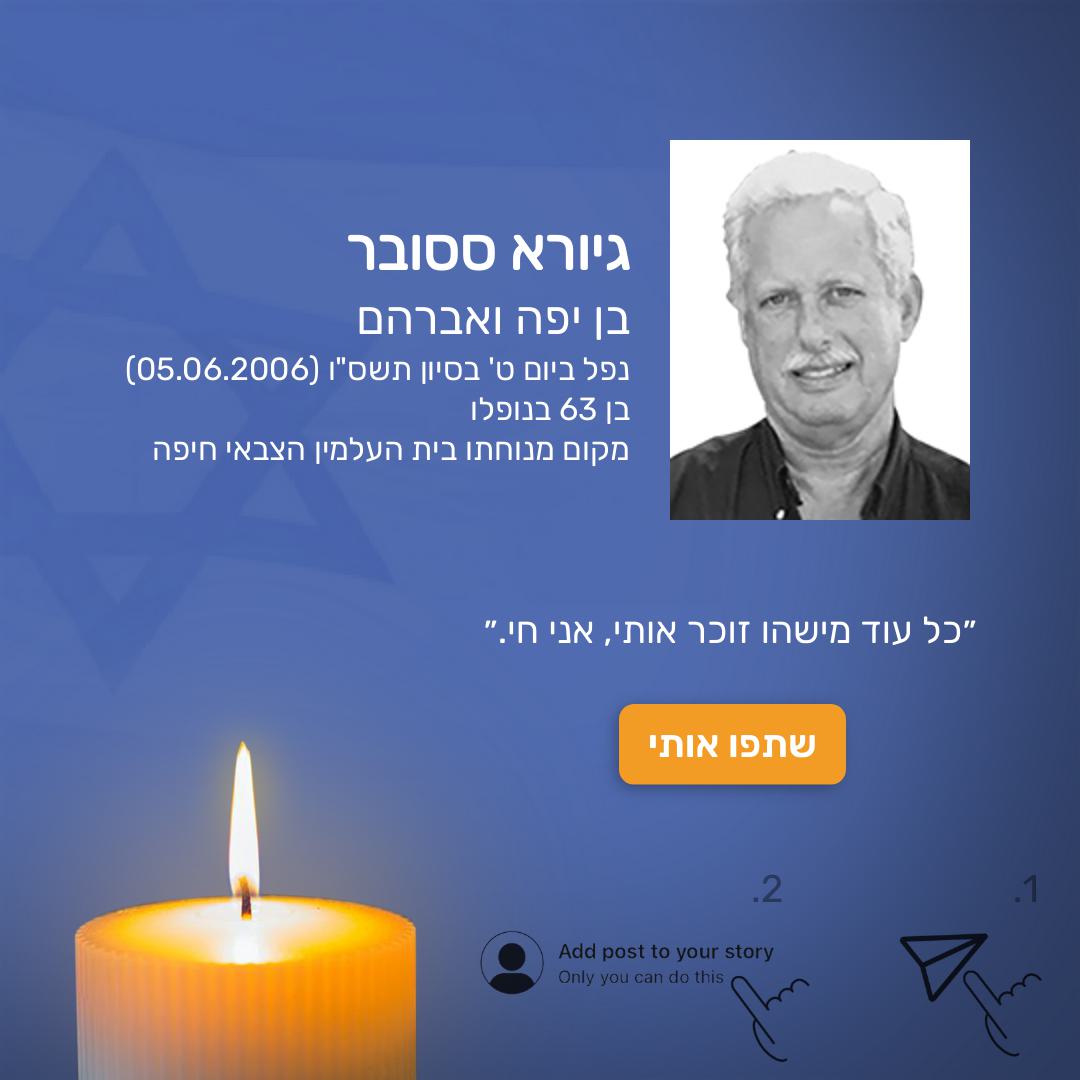 גיורא ססובר
בן יפה ואברהם
נפל ביום ט' בסיון תשס"ו (05.06.2006)
בן 63 בנופלו
מקום מנוחתו בית העלמין הצבאי חיפה
״כל עוד מישהו זוכר אותי, אני חי.״
שתפו אותי
.1
.2
Add post to your story
Only you can do this